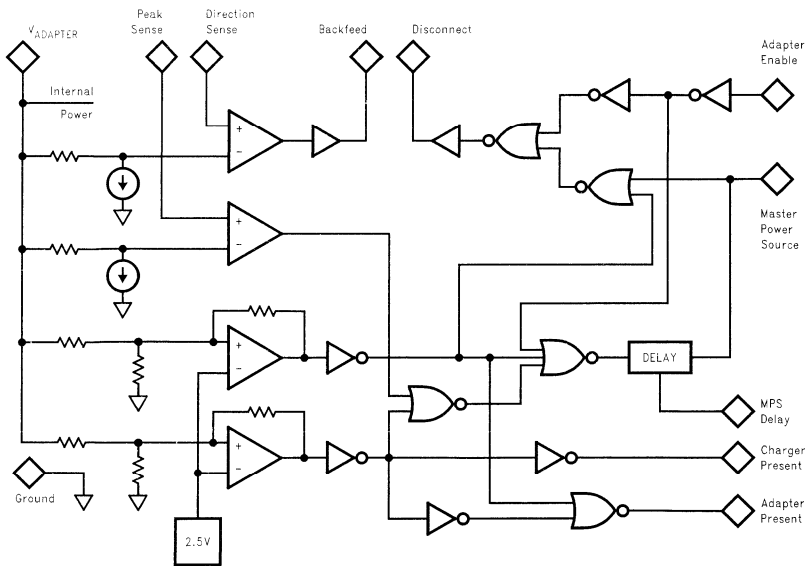 Peak
Sense
Direction
Sense
Backfeed
Disconnect
VADAPTER
Adapter
Enable
Internal
Power
Master
Power
Source
DELAY
MPS
Delay
Charger
Present
Ground
Adapter
Present
2.5V
+
−
+
−
+
−
+
−